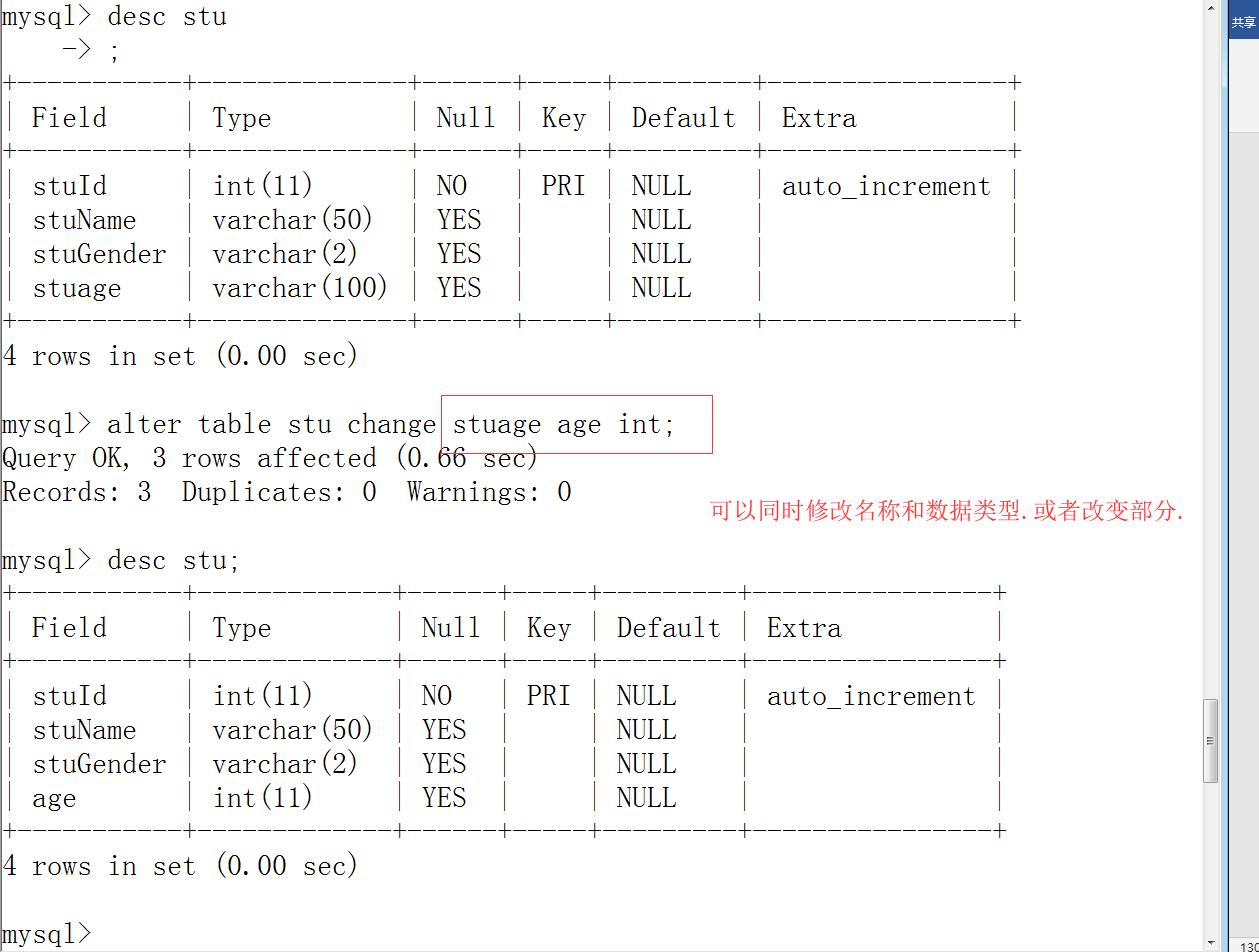 mysql> desc stu
    -> ;
+-----------+--------------+------+-----+---------+----------------+
| Field     | Type         | Null | Key | Default | Extra          |
+-----------+--------------+------+-----+---------+----------------+
| stuId     | int(11)      | NO   | PRI | NULL    | auto_increment |
| stuName   | varchar(50)  | YES  |     | NULL    |                |
| stuGender | varchar(2)   | YES  |     | NULL    |                |
| stuage    | varchar(100) | YES  |     | NULL    |                |
+-----------+--------------+------+-----+---------+----------------+
4 rows in set (0.00 sec)
mysql> alter table stu change stuage age int;
Query OK, 3 rows affected (0.66 sec)
Records: 3  Duplicates: 0  Warnings: 0
可以同时修改名称和数据类型.或者改变部分.
mysql> desc stu;
+-----------+-------------+------+-----+---------+----------------+
| Field     | Type        | Null | Key | Default | Extra          |
+-----------+-------------+------+-----+---------+----------------+
| stuId     | int(11)     | NO   | PRI | NULL    | auto_increment |
| stuName   | varchar(50) | YES  |     | NULL    |                |
| stuGender | varchar(2)  | YES  |     | NULL    |                |
| age       | int(11)     | YES  |     | NULL    |                |
+-----------+-------------+------+-----+---------+----------------+
4 rows in set (0.00 sec)
mysql>
共享